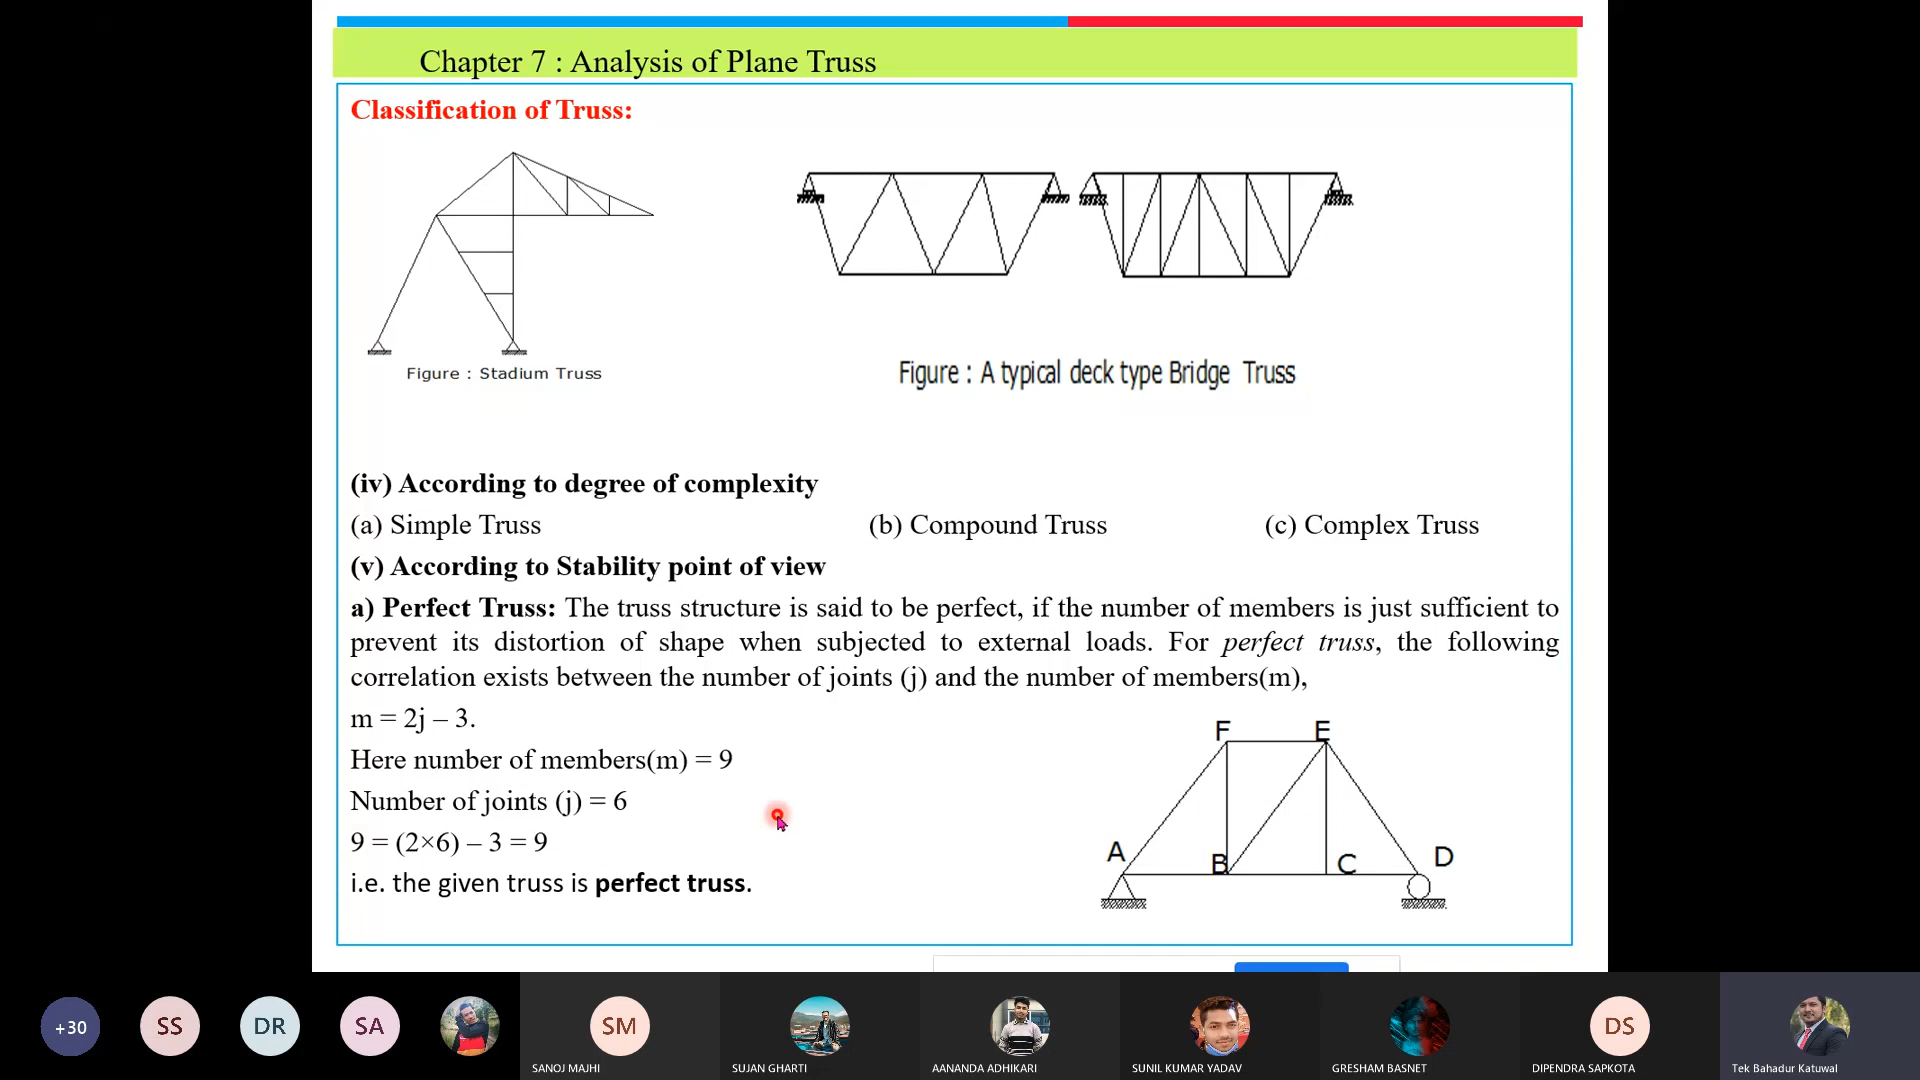 Chapter 7 : Analysis of Plane Truss
Classification of Truss:
Figure : Stadium Truss
Figure : A typical deck type Bridge Truss
(iv) According to degree of complexity
(a) Simple Truss (b) Compound Truss (c) Complex Truss
(v) According to Stability point of view
a) Perfect Truss: The truss structure is said to be perfect, if the number of members is just sufficient to
prevent its distortion of shape when subjected to external loads. For perfect truss, the following
correlation exists between the number of joints (j) and the number of members(m),
m = 2j – 3.
Here number of members(m) = 9
Number of joints (j) = 6
9 = (2×6) – 3 = 9
i.e. the given truss is perfect truss.
F E
A B C D
+30 SS DR SA SM DS
SANOJ MAJHI SUJAN GHARTI AANANDA ADHIKARI SUNIL KUMAR YADAV GRESHAM BASNET DIPENDRA SAPKOTA Tek Bahadur Katuwal